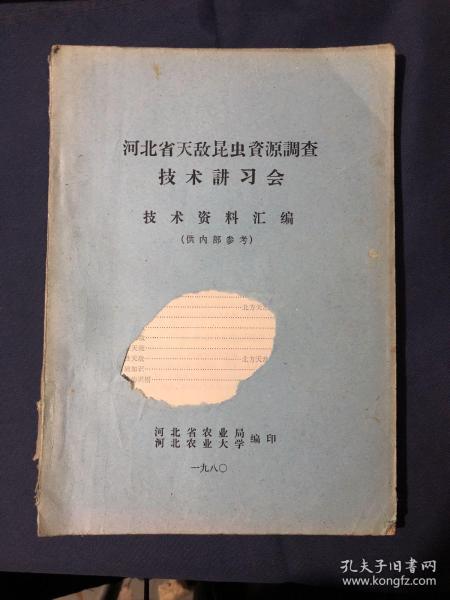 河北省天敌昆虫資源調查
技术講习会
技术资料汇编
(供内部参考)
北方天敌
天敌
北方天敌
河北省农业局
河北农业大学 编印
一九八〇
孔夫子旧书网
www.kongfz.com